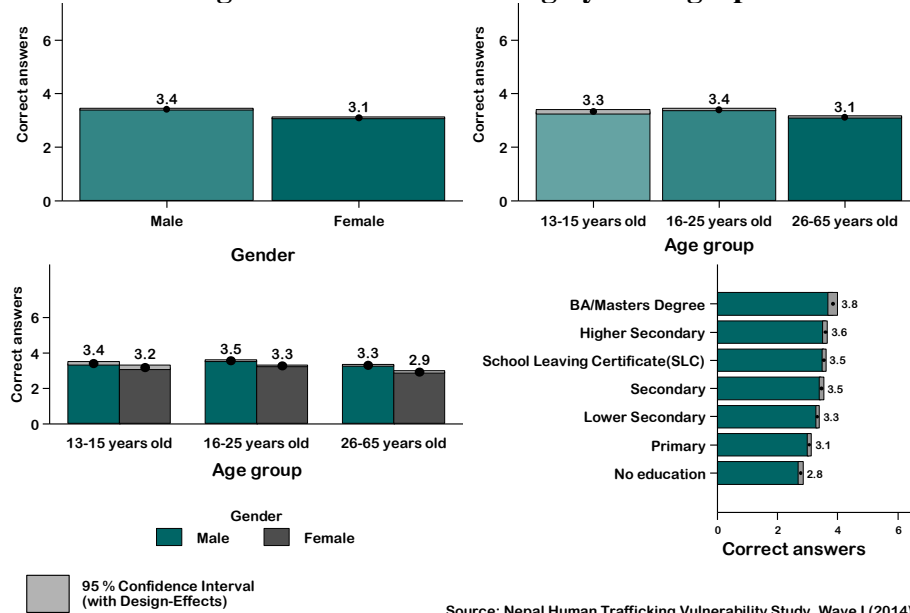 Correct answers
6
4
2
0
3.4
3.1
Male
Female
Gender
Correct answers
6
4
2
0
3.3
3.4
3.1
13-15 years old
16-25 years old
26-65 years old
Age group
Correct answers
6
4
2
0
3.4
3.2
3.5
3.3
3.3
2.9
13-15 years old
16-25 years old
26-65 years old
Age group
Gender
Male
Female
95 % Confidence Interval
(with Design-Effects)
BA/Masters Degree
3.8
Higher Secondary
3.6
School Leaving Certificate(SLC)
3.5
Secondary
3.5
Lower Secondary
3.3
Primary
3.1
No education
2.8
0
2
4
6
Correct answers
Source: Nepal Human Trafficking Vulnerability Study, Wave I (2014)